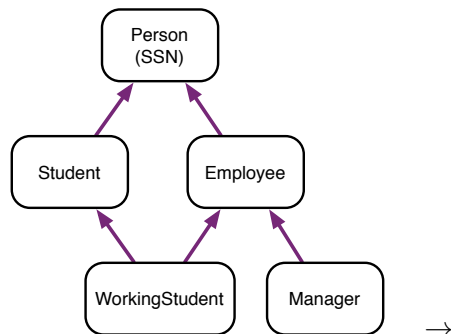 Person
(SSN)
Student
Employee
WorkingStudent
Manager
→